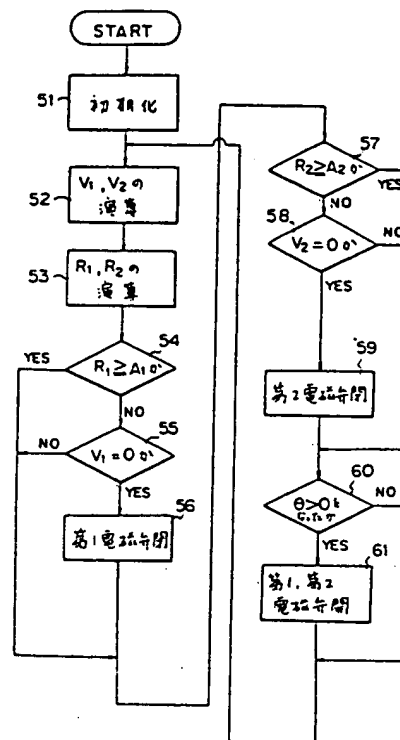 START
51
初期化
52
V₁, V₂の
演算
53
R₁, R₂の
演算
54
R₁≧A₁か
YES
NO
55
V₁=0か
NO
YES
56
第1電磁弁閉
57
R₂≧A₂か
YES
NO
58
V₂=0か
NO
YES
59
第2電磁弁閉
60
θ>0と
なったか
NO
YES
61
第1,第2
電磁弁開